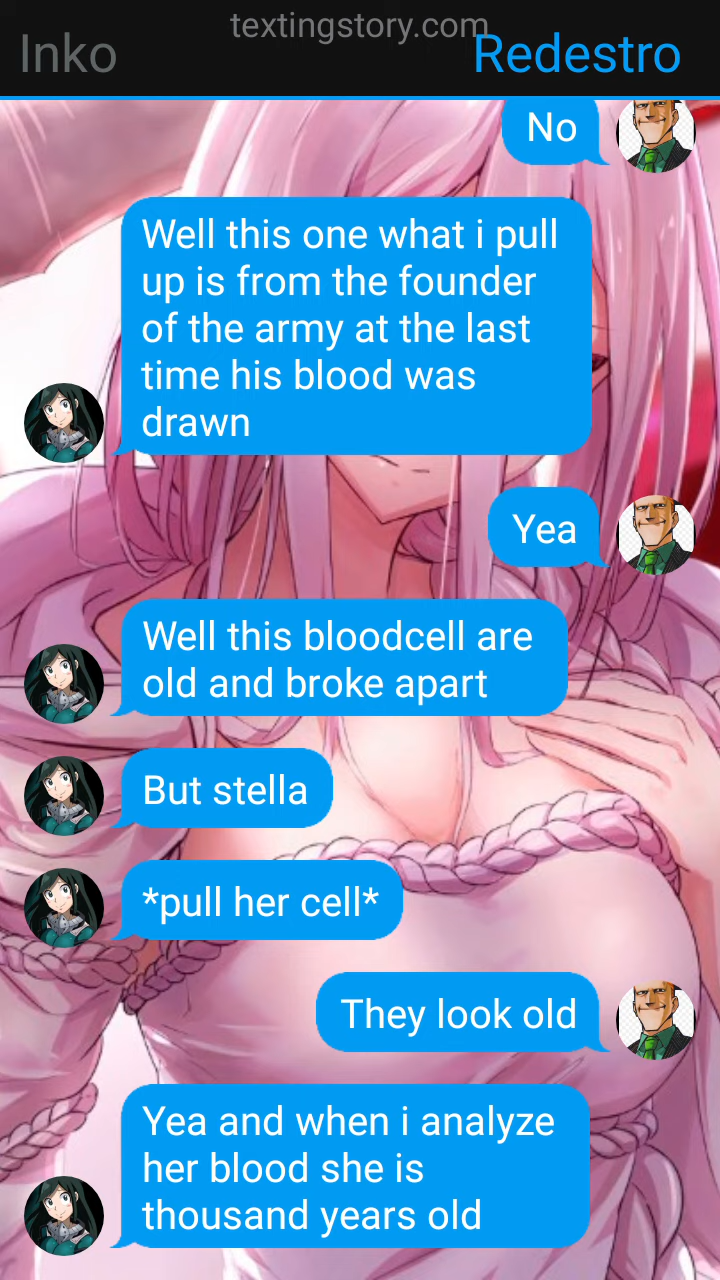 textingstory.com
Inko
Redestro
No
Well this one what i pull
up is from the founder
of the army at the last
time his blood was
drawn
Yea
Well this bloodcell are
old and broke apart
But stella
*pull her cell*
They look old
Yea and when i analyze
her blood she is
thousand years old